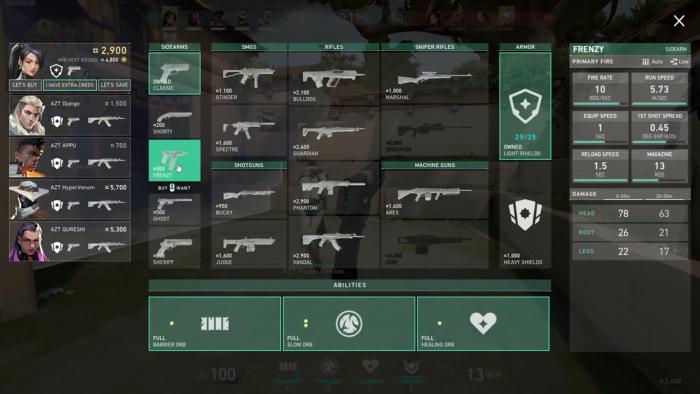 ¤ 2,900
MIN NEXT ROUND: ¤ 4,800
LET'S BUY
I HAVE EXTRA CREDS
LET'S SAVE
AZT Django
¤ 1,500
AZT APPU
¤ 700
AZT HyperVenom
¤ 5,700
AZT QURESHI
¤ 5,300
SIDEARMS
OWNED
CLASSIC
¤200
SHORTY
FRENZY
BUY WANT
¤500
GHOST
SHERIFF
SMGS
¤1,100
STINGER
¤1,600
SPECTRE
SHOTGUNS
¤900
BUCKY
¤1,600
JUDGE
RIFLES
¤2,100
BULLDOG
¤2,400
GUARDIAN
¤2,900
PHANTOM
¤2,900
VANDAL
SNIPER RIFLES
¤1,000
MARSHAL
OPERATOR
MACHINE GUNS
¤1,600
ARES
¤3,200
ODIN
ARMOR
25/25
OWNED
LIGHT SHIELDS
¤1,000
HEAVY SHIELDS
AZT HyperVenom
ABILITIES
FULL
BARRIER ORB
FULL
SLOW ORB
FULL
HEALING ORB
FRENZY
SIDEARM
PRIMARY FIRE
Auto
Low
FIRE RATE
10
RDS/SEC
RUN SPEED
5.73
M/SEC
EQUIP SPEED
1
SEC
1ST SHOT SPREAD
0.45
DEG (HIP/ADS)
RELOAD SPEED
1.5
SEC
MAGAZINE
13
RDS
DAMAGE
0-20m
20-50m
HEAD 78 63
BODY 26 21
LEGS 22 17
100
13
¤ 2,400